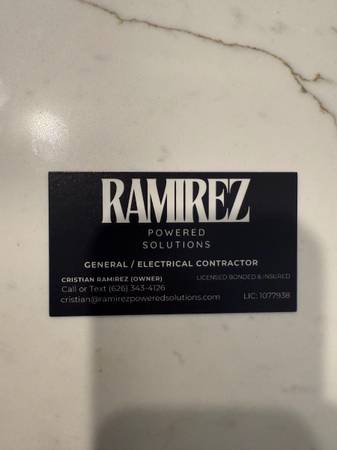 RAMIREZ
POWERED
SOLUTIONS
GENERAL / ELECTRICAL CONTRACTOR
CRISTIAN RAMIREZ (OWNER) LICENSED BONDED & INSURED
Call or Text (626) 343-4126
cristian@ramirezpoweredsolutions.com LIC: 1077938